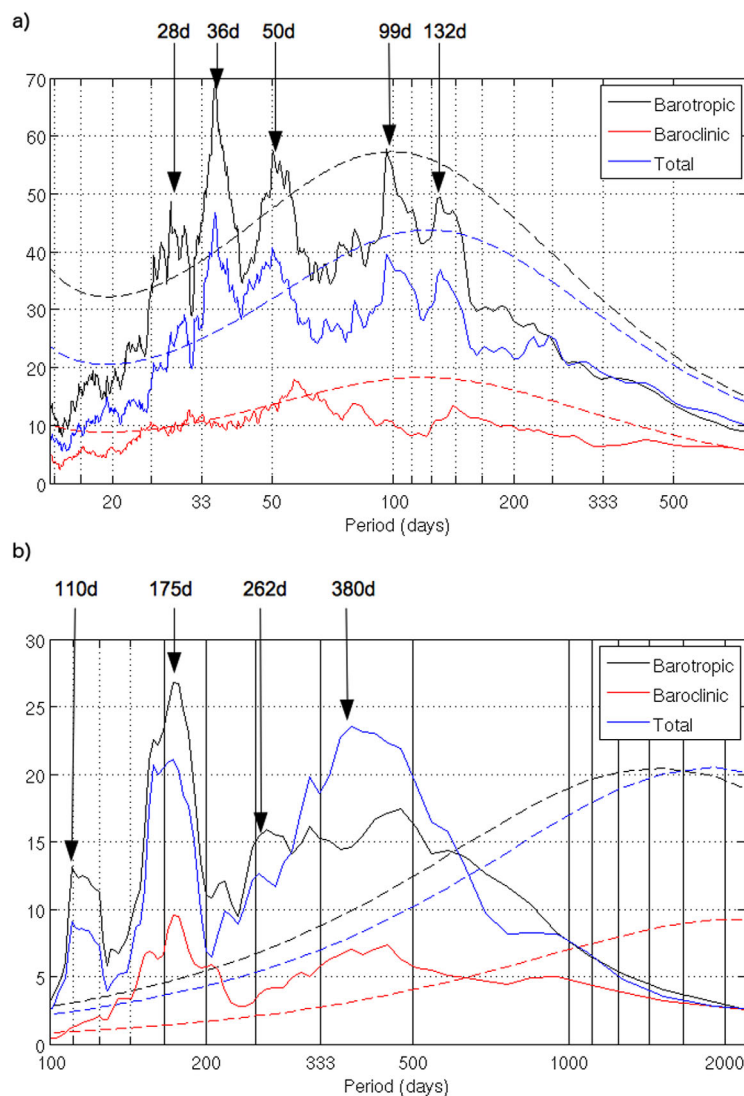 a)
28d 36d 50d 99d 132d
70
60
50
40
30
20
10
0
Barotropic
Baroclinic
Total
20 33 50 100 200 333 500
Period (days)
b)
110d 175d 262d 380d
30
25
20
15
10
5
0
Barotropic
Baroclinic
Total
100 200 333 500 1000 2000
Period (days)